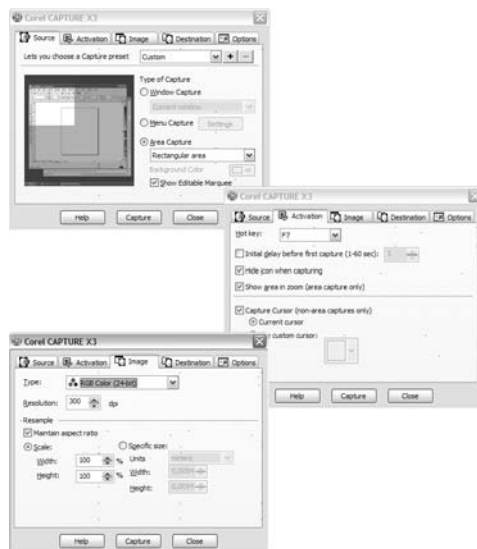 Corel CAPTURE X3
Source Activation Image Destination Options
Lets you choose a Capture preset Custom
Type of Capture
Window Capture
Current window
Menu Capture Settings
Area Capture
Rectangular area
Background Color
Show Editable Marquee
Help Capture Close
Corel CAPTURE X3
Source Activation Image Destination Options
Hot key: F7
Initial delay before first capture (1-60 sec):
Hide icon when capturing
Show area in zoom (area capture only)
Capture Cursor (non-area captures only)
Current cursor
custom cursor:
Help Capture Close
Corel CAPTURE X3
Source Activation Image Destination Options
Type: RGB Color (24-bit)
Resolution: 300 dpi
Resample
Maintain aspect ratio
Scale: Specific size:
Width: 100 % Units
Height: 100 % Width:
Height:
Help Capture Close